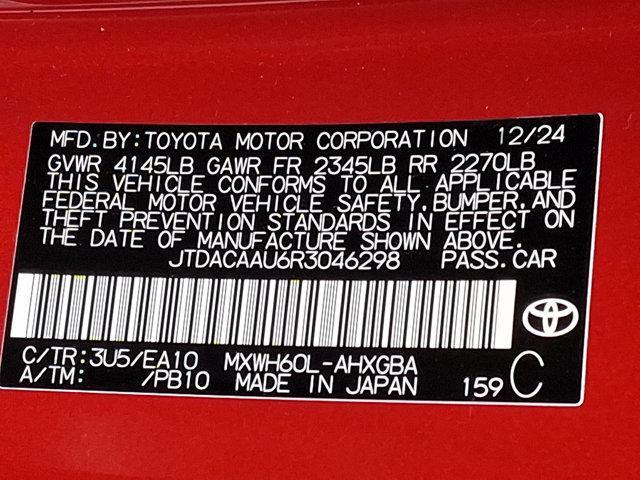 MFD.BY:TOYOTA MOTOR CORPORATION 12/24
GVWR 4145LB GAWR FR 2345LB RR 2270LB
THIS VEHICLE CONFORMS TO ALL APPLICABLE
FEDERAL MOTOR VEHICLE SAFETY,BUMPER,AND
THEFT PREVENTION STANDARDS IN EFFECT ON
THE DATE OF MANUFACTURE SHOWN ABOVE.
JTDACAAU6R3046298 PASS.CAR
C/TR:3U5/EA10 MXWH60L-AHXGBA
A/TM: /PB10 MADE IN JAPAN 159 C